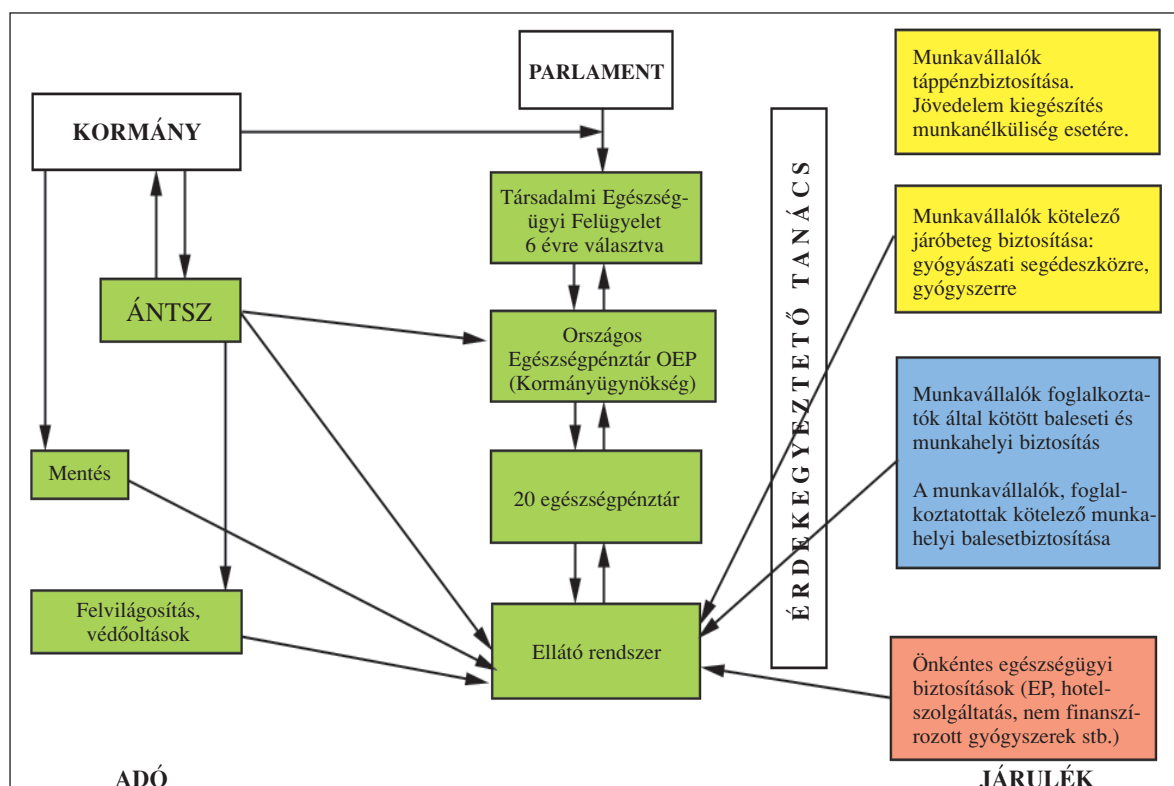 PARLAMENT
KORMÁNY
Társadalmi Egészség-
ügyi Felügyelet
6 évre választva
ÁNTSZ
Országos
Egészségpénztár OEP
(Kormányügynökség)
Mentés
20 egészségpénztár
Felvilágosítás,
védőoltások
Ellátó rendszer
ÉRDEKEGYEZTETŐ TANÁCS
Munkavállalók
táppénzbiztosítása.
Jövedelem kiegészítés
munkanélküliség esetére.
Munkavállalók kötelező
járóbeteg biztosítása:
gyógyászati segédeszközre,
gyógyszerre
Munkavállalók foglalkozta-
tók által kötött baleseti és
munkahelyi biztosítás
A munkavállalók, foglal-
koztatottak kötelező munka-
helyi balesetbiztosítása
Önkéntes egészségügyi
biztosítások (EP, hotel-
szolgáltatás, nem finanszí-
rozott gyógyszerek stb.)
ADÓ
JÁRULÉK